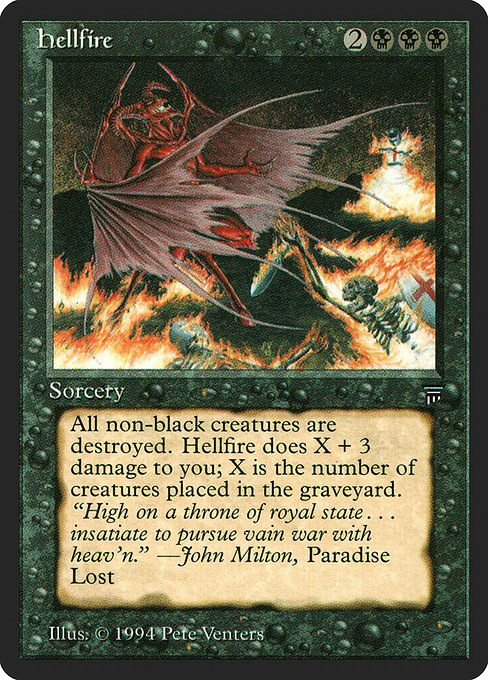 Hellfire
2
Sorcery
All non-black creatures are
destroyed. Hellfire does X + 3
damage to you; X is the number of
creatures placed in the graveyard.
“High on a throne of royal state . . .
insatiate to pursue vain war with
heav’n.” —John Milton, Paradise
Lost
Illus. © 1994 Pete Venters